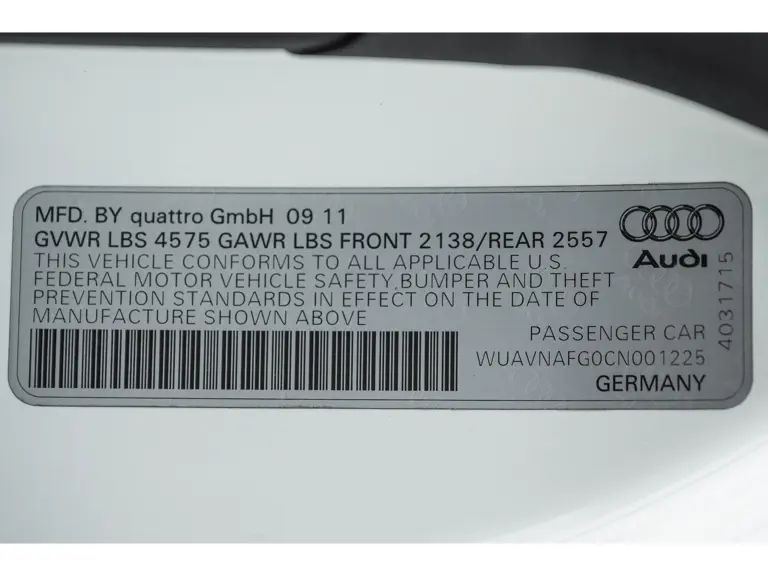 MFD. BY quattro GmbH 09 11
GVWR LBS 4575 GAWR LBS FRONT 2138/REAR 2557
THIS VEHICLE CONFORMS TO ALL APPLICABLE U.S.
FEDERAL MOTOR VEHICLE SAFETY,BUMPER AND THEFT
PREVENTION STANDARDS IN EFFECT ON THE DATE OF
MANUFACTURE SHOWN ABOVE
PASSENGER CAR
WUAVNAFG0CN001225
GERMANY
Audi
4031715